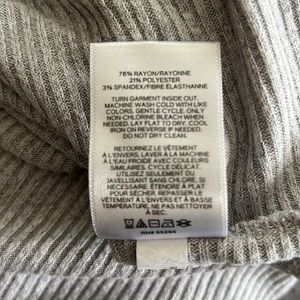 76% RAYON/RAYONNE
21% POLYESTER
3% SPANDEX/FIBRE ÉLASTHANNE
TURN GARMENT INSIDE OUT.
MACHINE WASH COLD WITH LIKE
COLORS. GENTLE CYCLE. ONLY
NON-CHLORINE BLEACH WHEN
NEEDED. LAY FLAT TO DRY. COOL
IRON ON REVERSE IF NEEDED.
DO NOT DRY CLEAN.
RETOURNEZ LE VÊTEMENT
À L'ENVERS. LAVER À LA MACHINE
À L'EAU FROIDE AVEC COULEURS
SIMILAIRES. CYCLE DÉLICAT.
UTILISEZ SEULEMENT DU
JAVELLISANT SANS CHLORE, SI
NÉCESSAIRE. ÉTENDRE À PLAT
POUR SÉCHER. REPASSER LE
VÊTEMENT À L'ENVERS ET À BASSE
TEMPÉRATURE. NE PAS NETTOYER
À SEC.